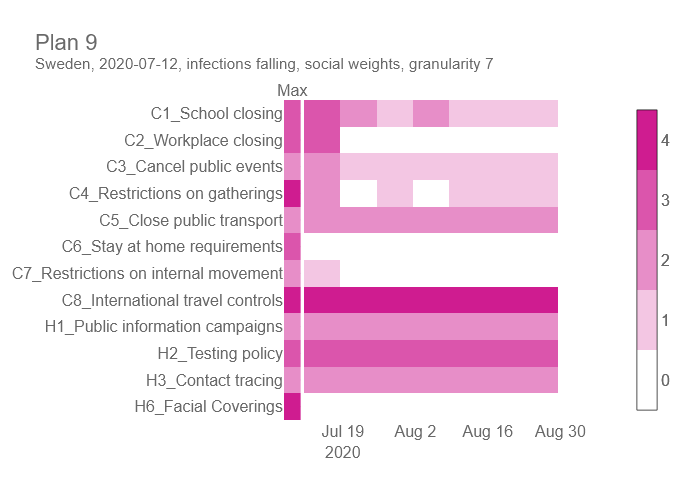 Plan 9
Sweden, 2020-07-12, infections falling, social weights, granularity 7
Max
C1_School closing
C2_Workplace closing
C3_Cancel public events
C4_Restrictions on gatherings
C5_Close public transport
C6_Stay at home requirements
C7_Restrictions on internal movement
C8_International travel controls
H1_Public information campaigns
H2_Testing policy
H3_Contact tracing
H6_Facial Coverings
Jul 19 Aug 2 Aug 16 Aug 30
2020
4
3
2
1
0